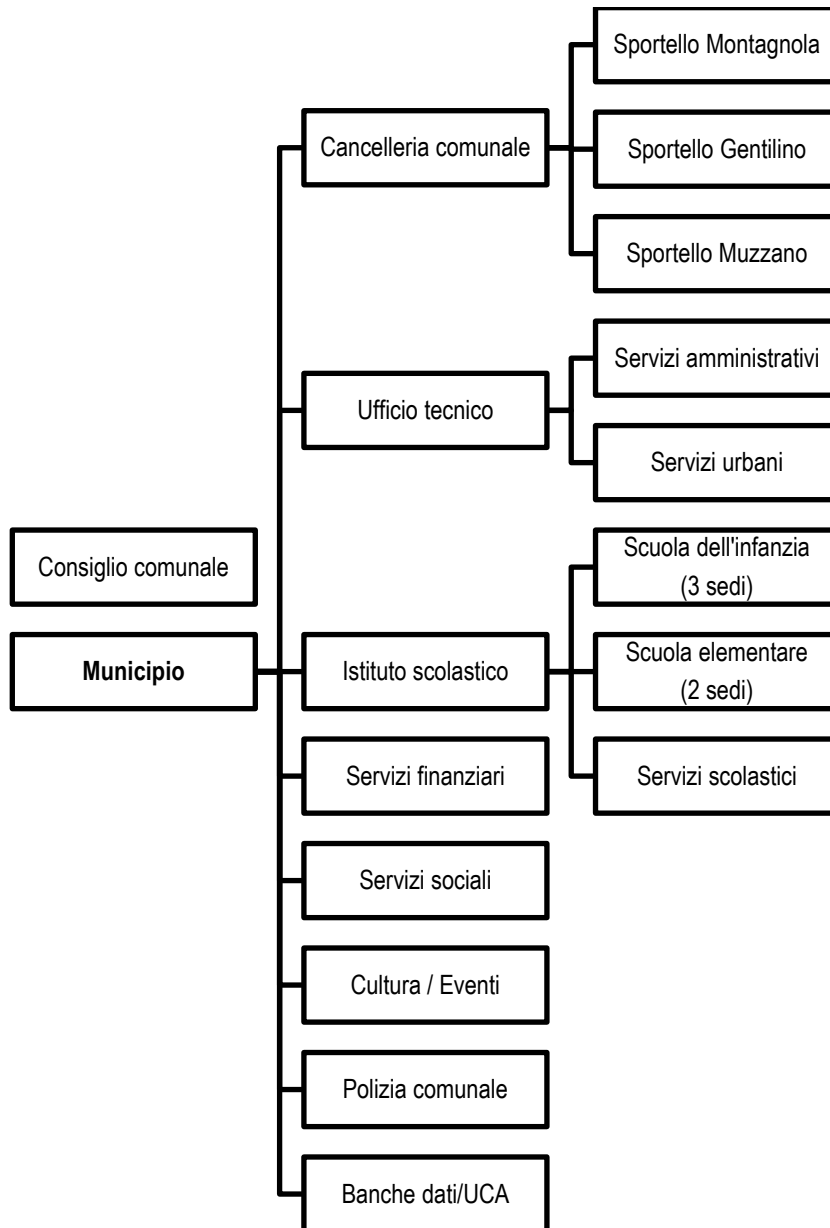 Sportello Montagnola
Cancelleria comunale
Sportello Gentilino
Sportello Muzzano
Servizi amministrativi
Ufficio tecnico
Servizi urbani
Consiglio comunale
Scuola dell'infanzia
(3 sedi)
Municipio
Istituto scolastico
Scuola elementare
(2 sedi)
Servizi finanziari
Servizi scolastici
Servizi sociali
Cultura / Eventi
Polizia comunale
Banche dati/UCA